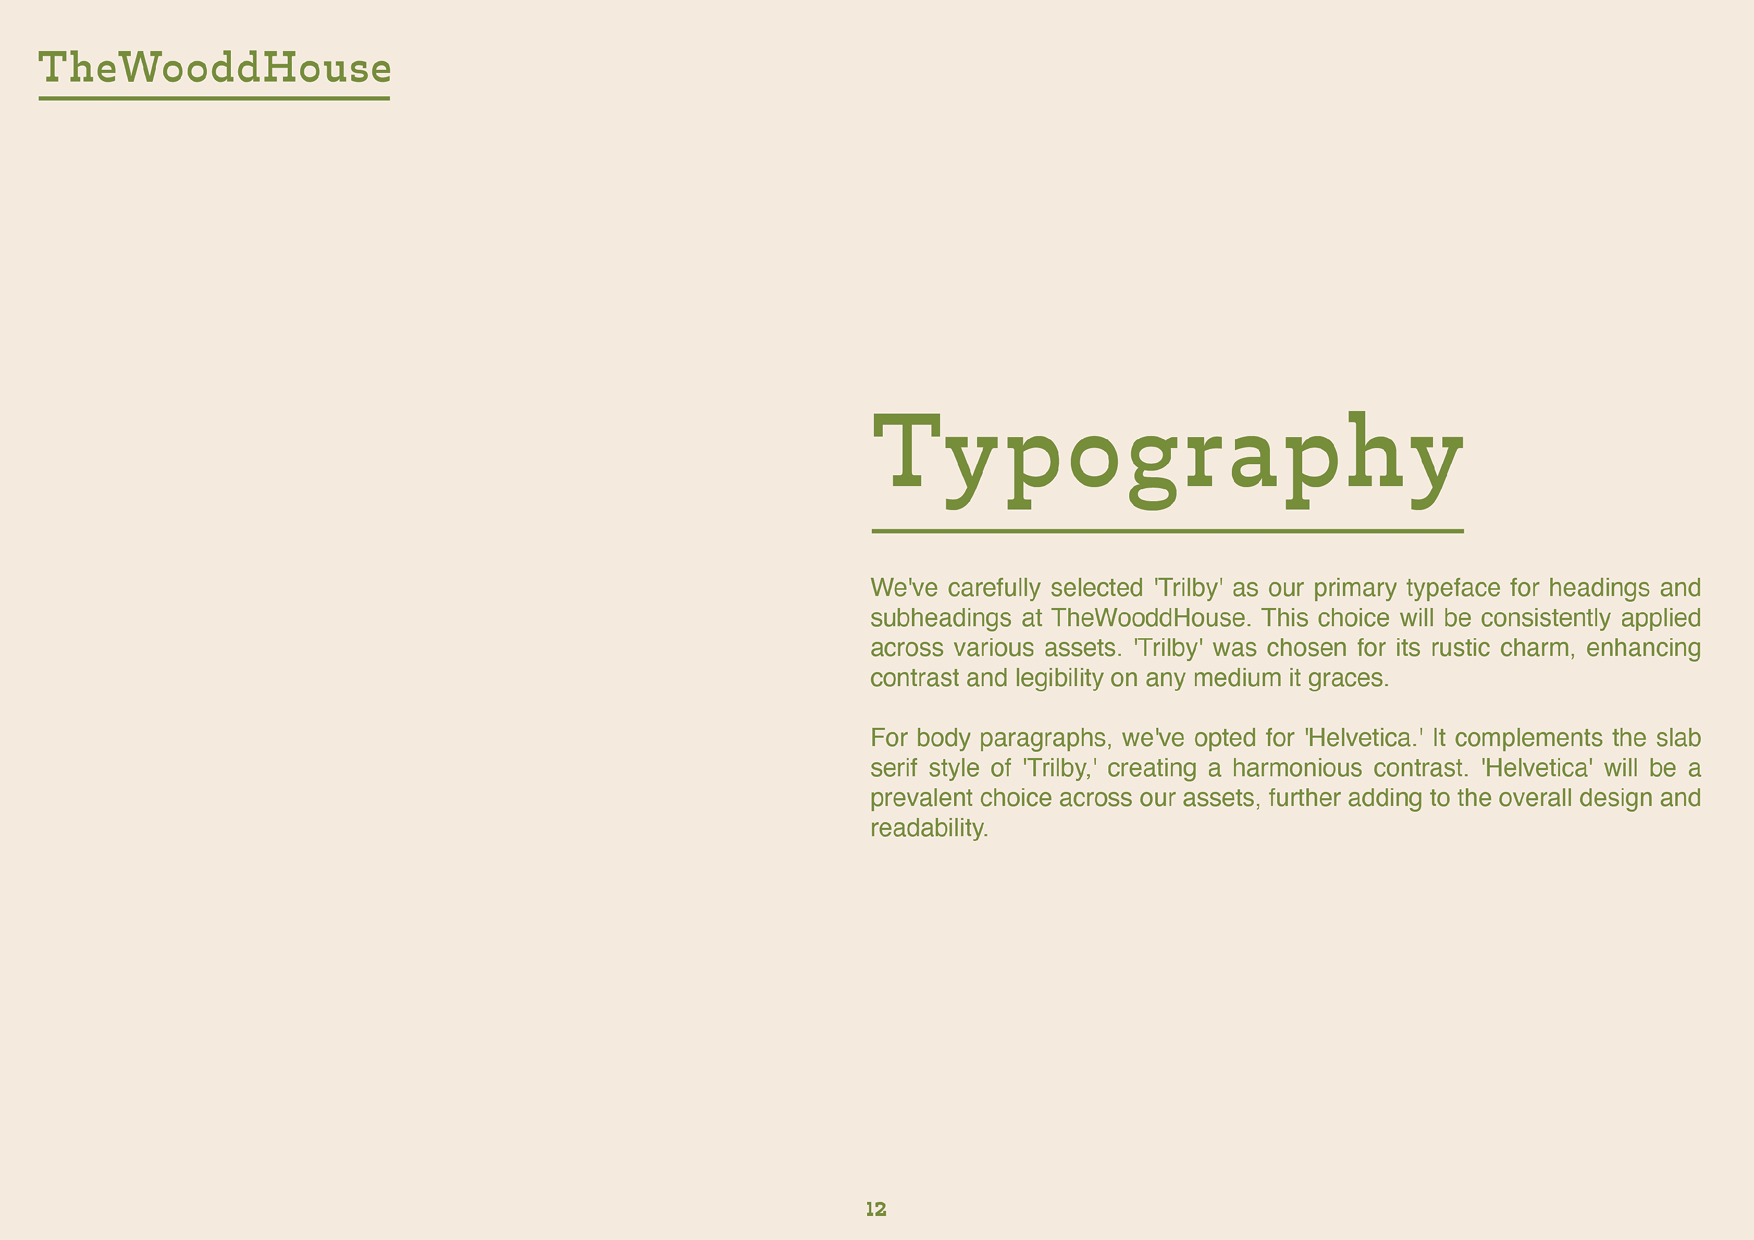 TheWooddHouse
Typography
We've carefully selected 'Trilby' as our primary typeface for headings and
subheadings at TheWooddHouse. This choice will be consistently applied
across various assets. 'Trilby' was chosen for its rustic charm, enhancing
contrast and legibility on any medium it graces.
For body paragraphs, we've opted for 'Helvetica.' It complements the slab
serif style of 'Trilby,' creating a harmonious contrast. 'Helvetica' will be a
prevalent choice across our assets, further adding to the overall design and
readability.
12